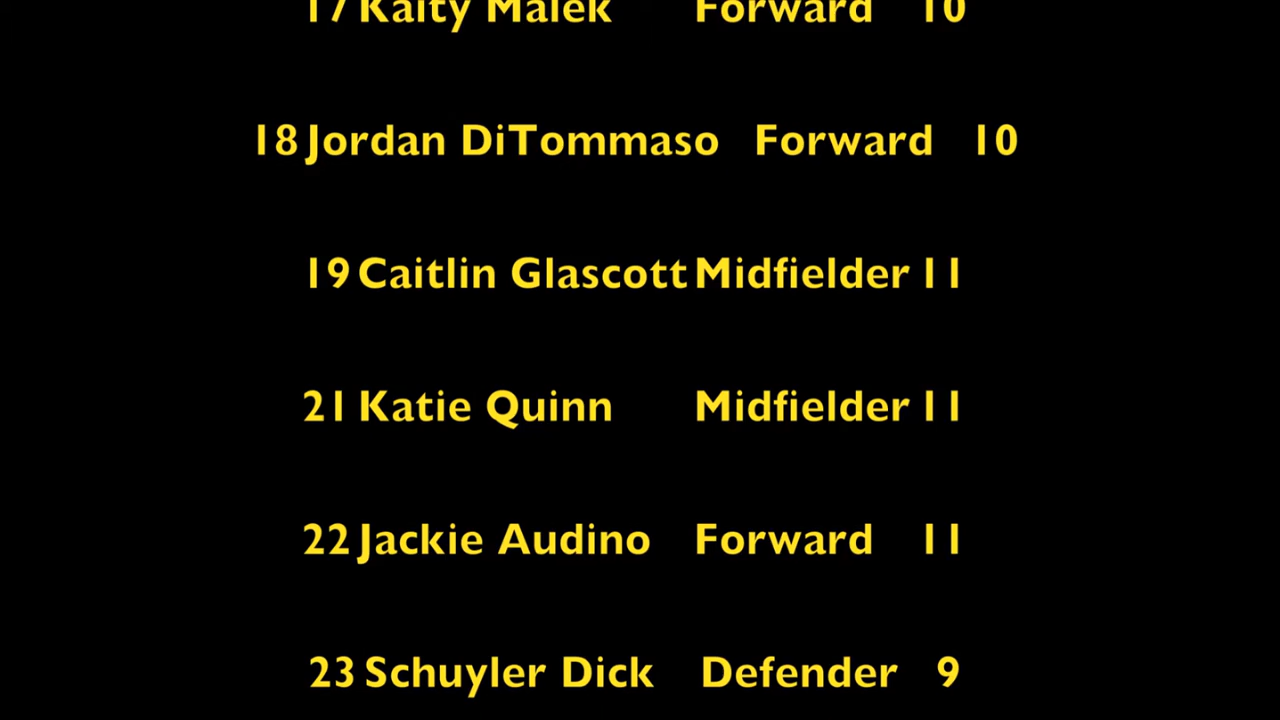 17 Kaity Malek Forward 10
18 Jordan DiTommaso Forward 10
19 Caitlin Glascott Midfielder 11
21 Katie Quinn Midfielder 11
22 Jackie Audino Forward 11
23 Schuyler Dick Defender 9